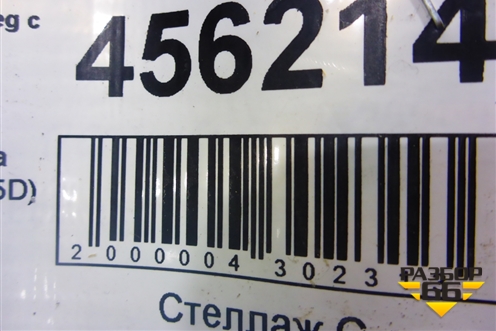 eg c
456214
a
5D)
2000004 3023
Стеллаж
РАЗБОР
66